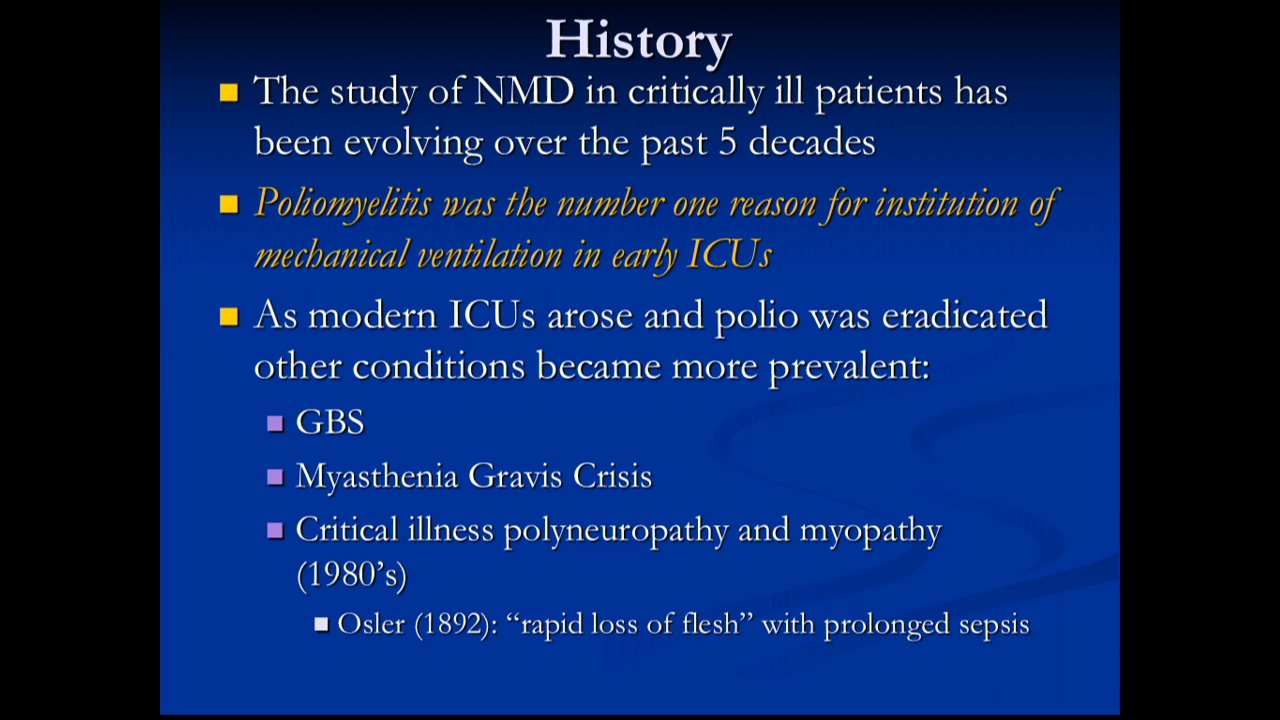 History
The study of NMD in critically ill patients has
been evolving over the past 5 decades
Poliomyelitis was the number one reason for institution of
mechanical ventilation in early ICUs
As modern ICUs arose and polio was eradicated
other conditions became more prevalent:
GBS
Myasthenia Gravis Crisis
Critical illness polyneuropathy and myopathy
(1980’s)
Osler (1892): “rapid loss of flesh” with prolonged sepsis